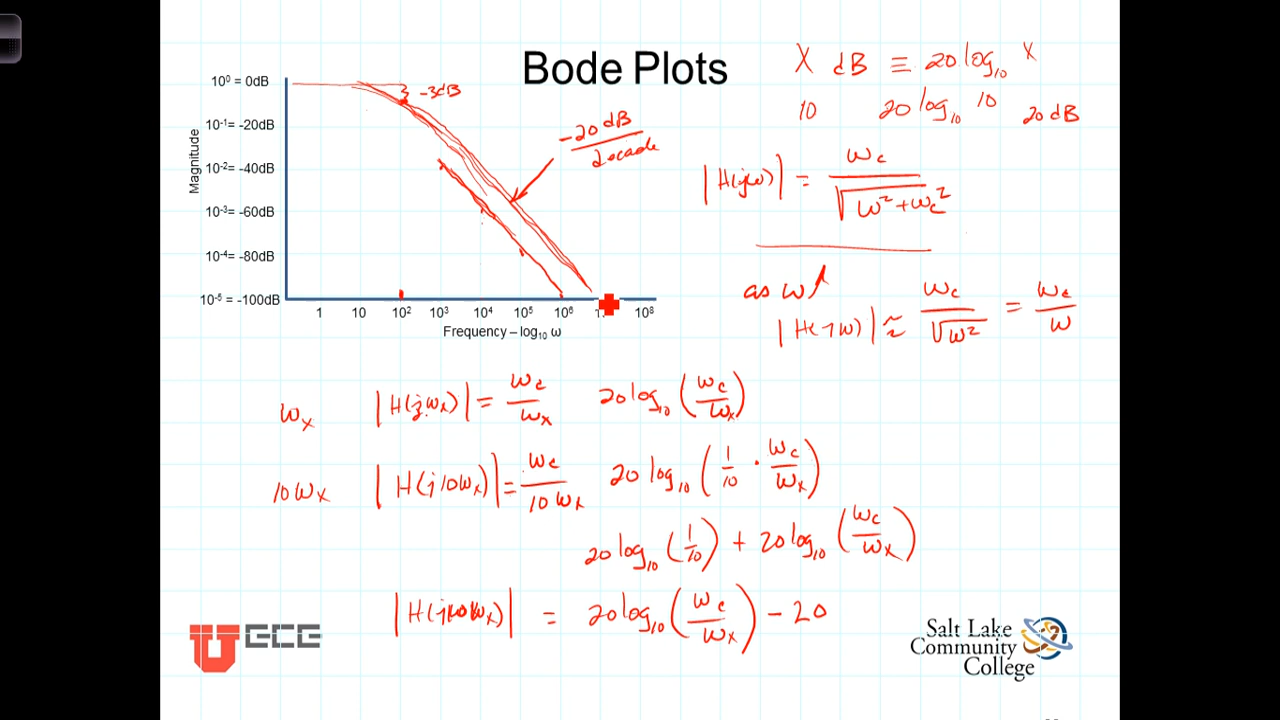 Bode Plots
X dB ≡ 20 log₁₀ X
10 20 log₁₀ 10 20 dB
10⁰ = 0dB
10⁻¹= -20dB
10⁻²= -40dB
10⁻³= -60dB
10⁻⁴= -80dB
10⁻⁵ = -100dB
Magnitude
-3dB
-20 dB / Decade
1 10 10² 10³ 10⁴ 10⁵ 10⁶ 10⁸
Frequency – log₁₀ ω
|H(jω)| = ω_c / √(ω² + ω_c²)
as ω ↑
|H(jω)| ≈ ω_c / √ω² = ω_c / ω
ω_x |H(jω_x)| = ω_c / ω_x 20 log₁₀ (ω_c / ω_x)
10ω_x |H(j10ω_x)| = ω_c / 10ω_x 20 log₁₀ (1/10 · ω_c / ω_x)
20 log₁₀ (1/10) + 20 log₁₀ (ω_c / ω_x)
|H(j10ω_x)| = 20 log₁₀ (ω_c / ω_x) - 20
U ECE
Salt Lake
Community
College